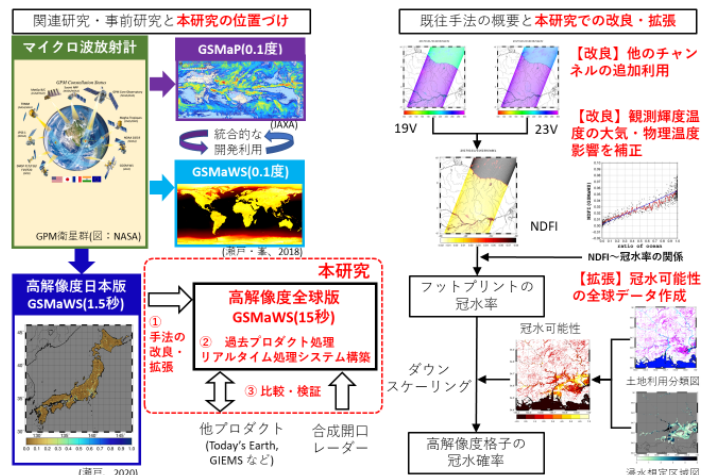 関連研究・事前研究と本研究の位置づけ
マイクロ波放射計
GPM Constellation Status
GPM衛星群(図：NASA)
GSMaP(0.1度)
(JAXA)
統合的な
開発利用
GSMaWS(0.1度)
(瀬戸・峯、2018)
高解像度日本版
GSMaWS(1.5秒)
(瀬戸、2020)
本研究
高解像度全球版
GSMaWS(15秒)
①
手法の
改良・
拡張
② 過去プロダクト処理
リアルタイム処理システム構築
③ 比較・検証
他プロダクト
(Today's Earth,
GIEMS など)
合成開口
レーダー
既往手法の概要と本研究での改良・拡張
19V
23V
【改良】他のチャン
ネルの追加利用
【改良】観測輝度温
度の大気・物理温度
影響を補正
NDFI
ratio of ocean
NDFI～冠水率の関係
フットプリントの
冠水率
【拡張】冠水可能性
の全球データ作成
冠水可能性
ダウン
スケーリング
土地利用分類図
浸水想定区域図
高解像度格子の
冠水確率